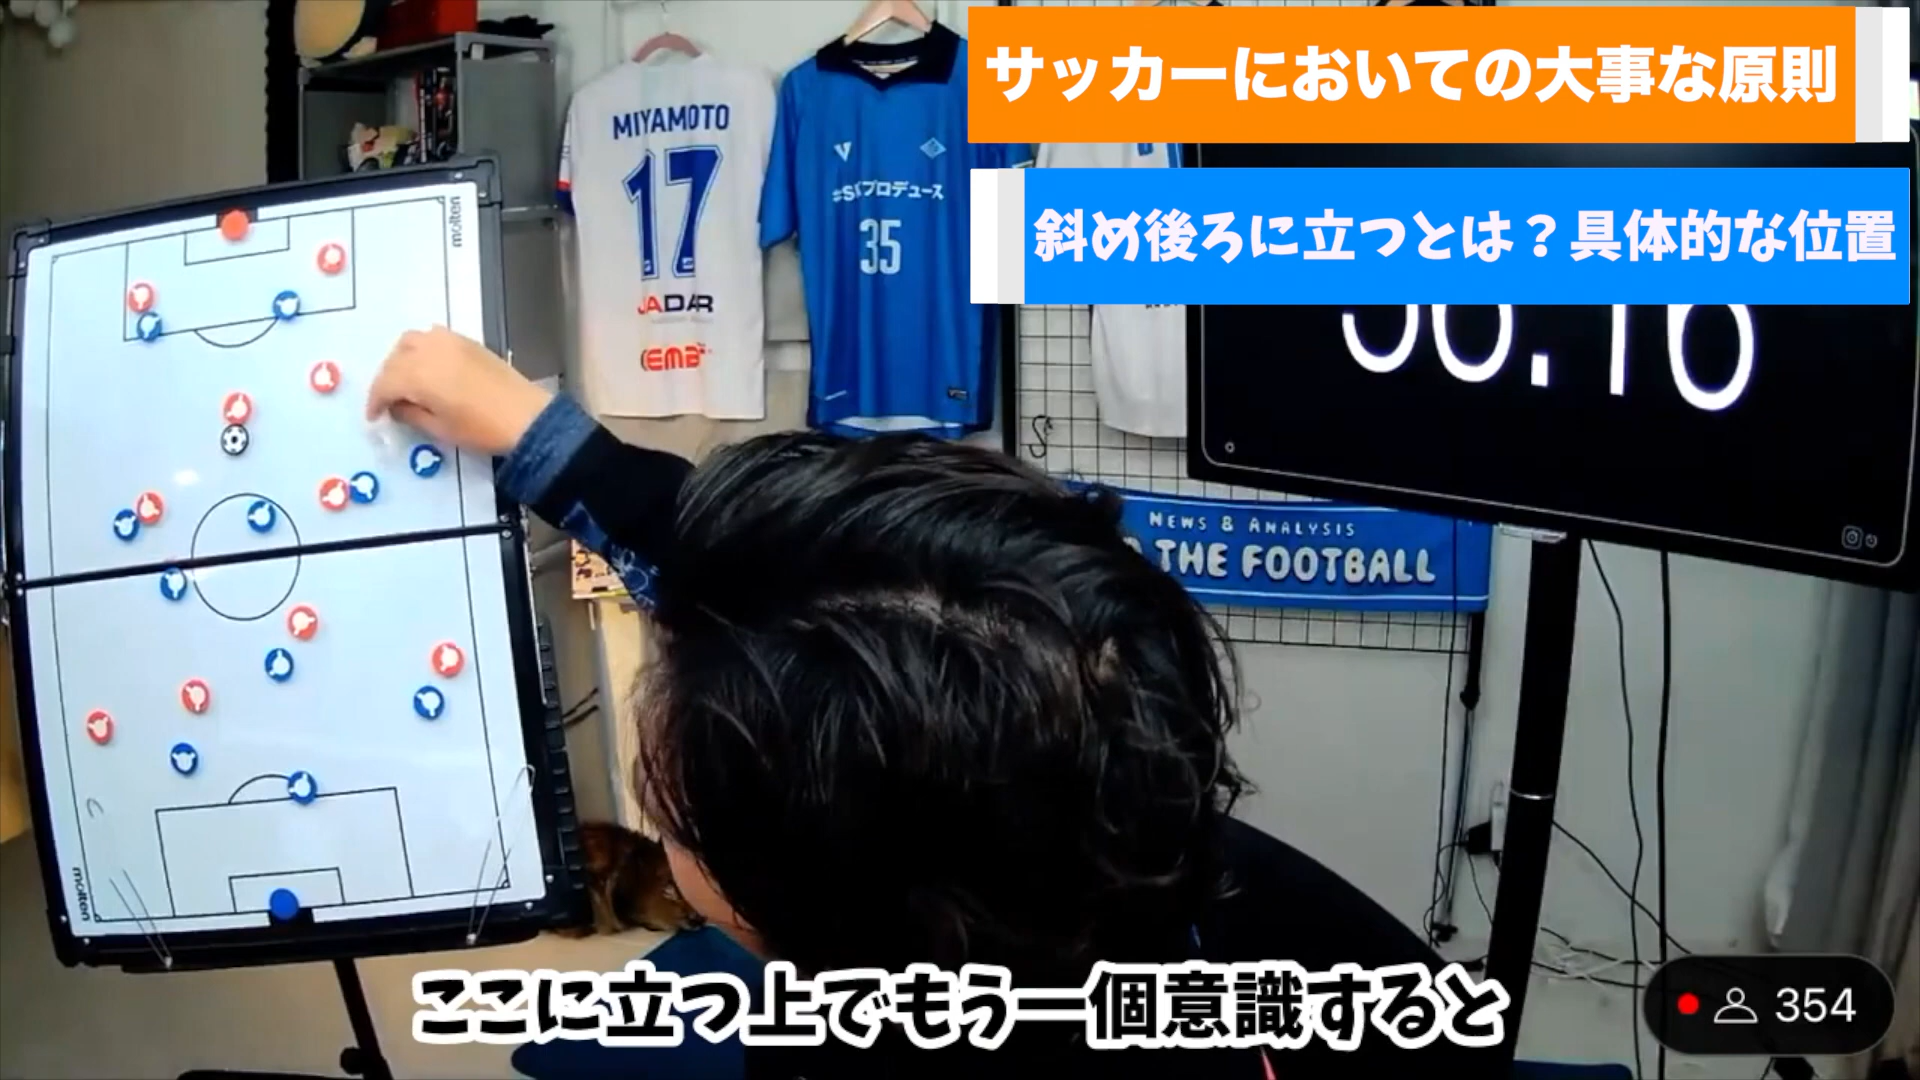 サッカーにおいての大事な原則
斜め後ろに立つとは？具体的な位置
MIYAMOTO
17
JADAR
35
molten
NEWS & ANALYSIS
THE FOOTBALL
molten
ここに立つ上でもう一個意識すると
354